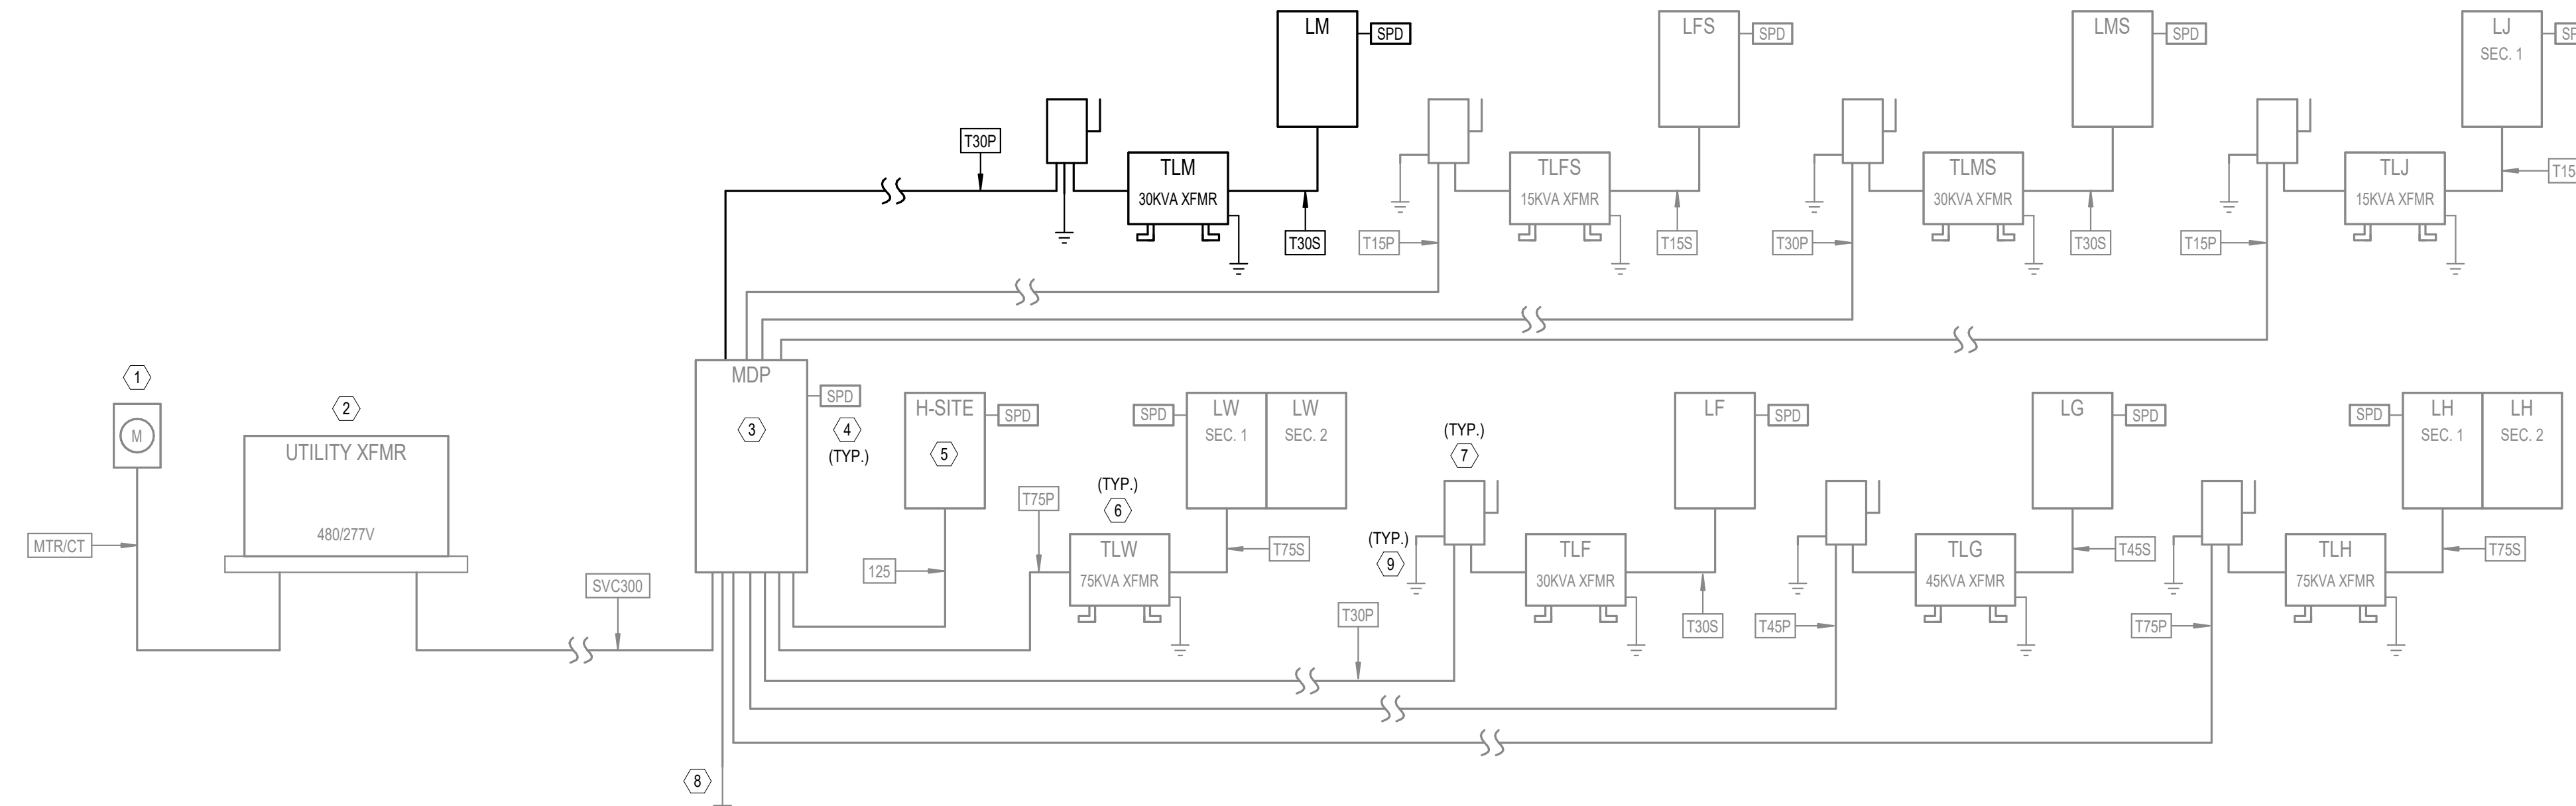 LM
SPD
LFS
SPD
LMS
SPD
LJ
SEC. 1
T30P
TLM
30KVA XFMR
T30S
TLFS
15KVA XFMR
T15P
T15S
TLMS
30KVA XFMR
T30P
T30S
TLJ
15KVA XFMR
T15P
1
2
UTILITY XFMR
480/277V
M
MTR/CT
SVC300
MDP
3
SPD
4
(TYP.)
H-SITE
5
SPD
125
T75P
(TYP.)
6
TLW
75KVA XFMR
SPD
LW
SEC. 1
LW
SEC. 2
T75S
(TYP.)
7
(TYP.)
9
T30P
TLF
30KVA XFMR
LF
SPD
T30S
T45P
TLG
45KVA XFMR
LG
SPD
T45S
T75P
TLH
75KVA XFMR
SPD
LH
SEC. 1
LH
SEC. 2
T75S
8